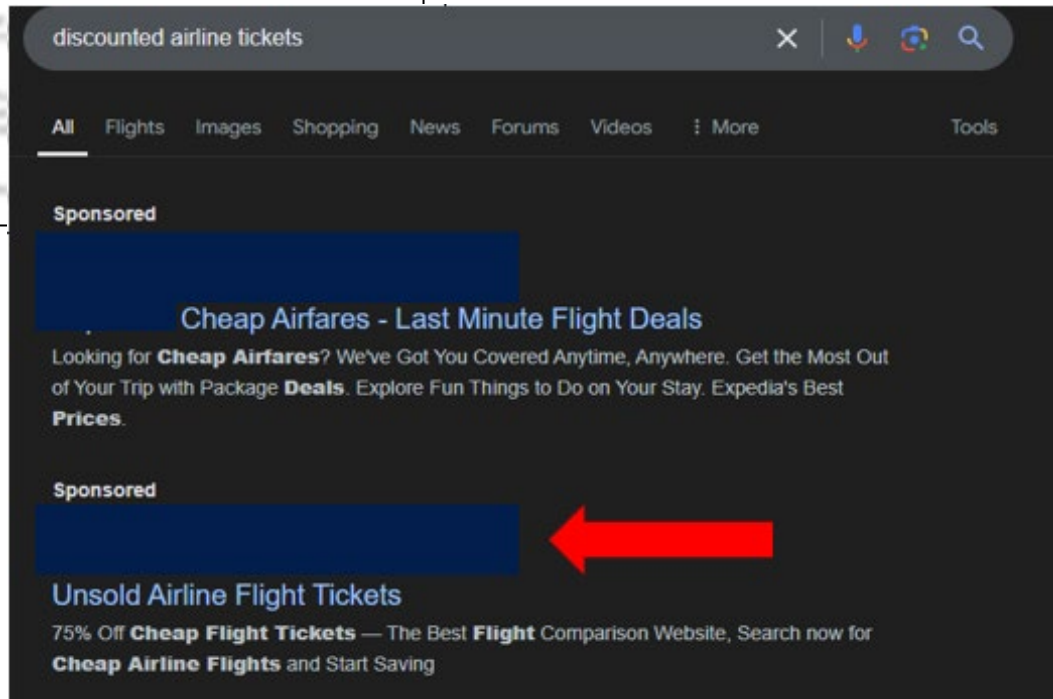 discounted airline tickets
All Flights Images Shopping News Forums Videos More Tools
Sponsored
Cheap Airfares - Last Minute Flight Deals
Looking for Cheap Airfares? We've Got You Covered Anytime, Anywhere. Get the Most Out
of Your Trip with Package Deals. Explore Fun Things to Do on Your Stay. Expedia's Best
Prices.
Sponsored
Unsold Airline Flight Tickets
75% Off Cheap Flight Tickets — The Best Flight Comparison Website, Search now for
Cheap Airline Flights and Start Saving